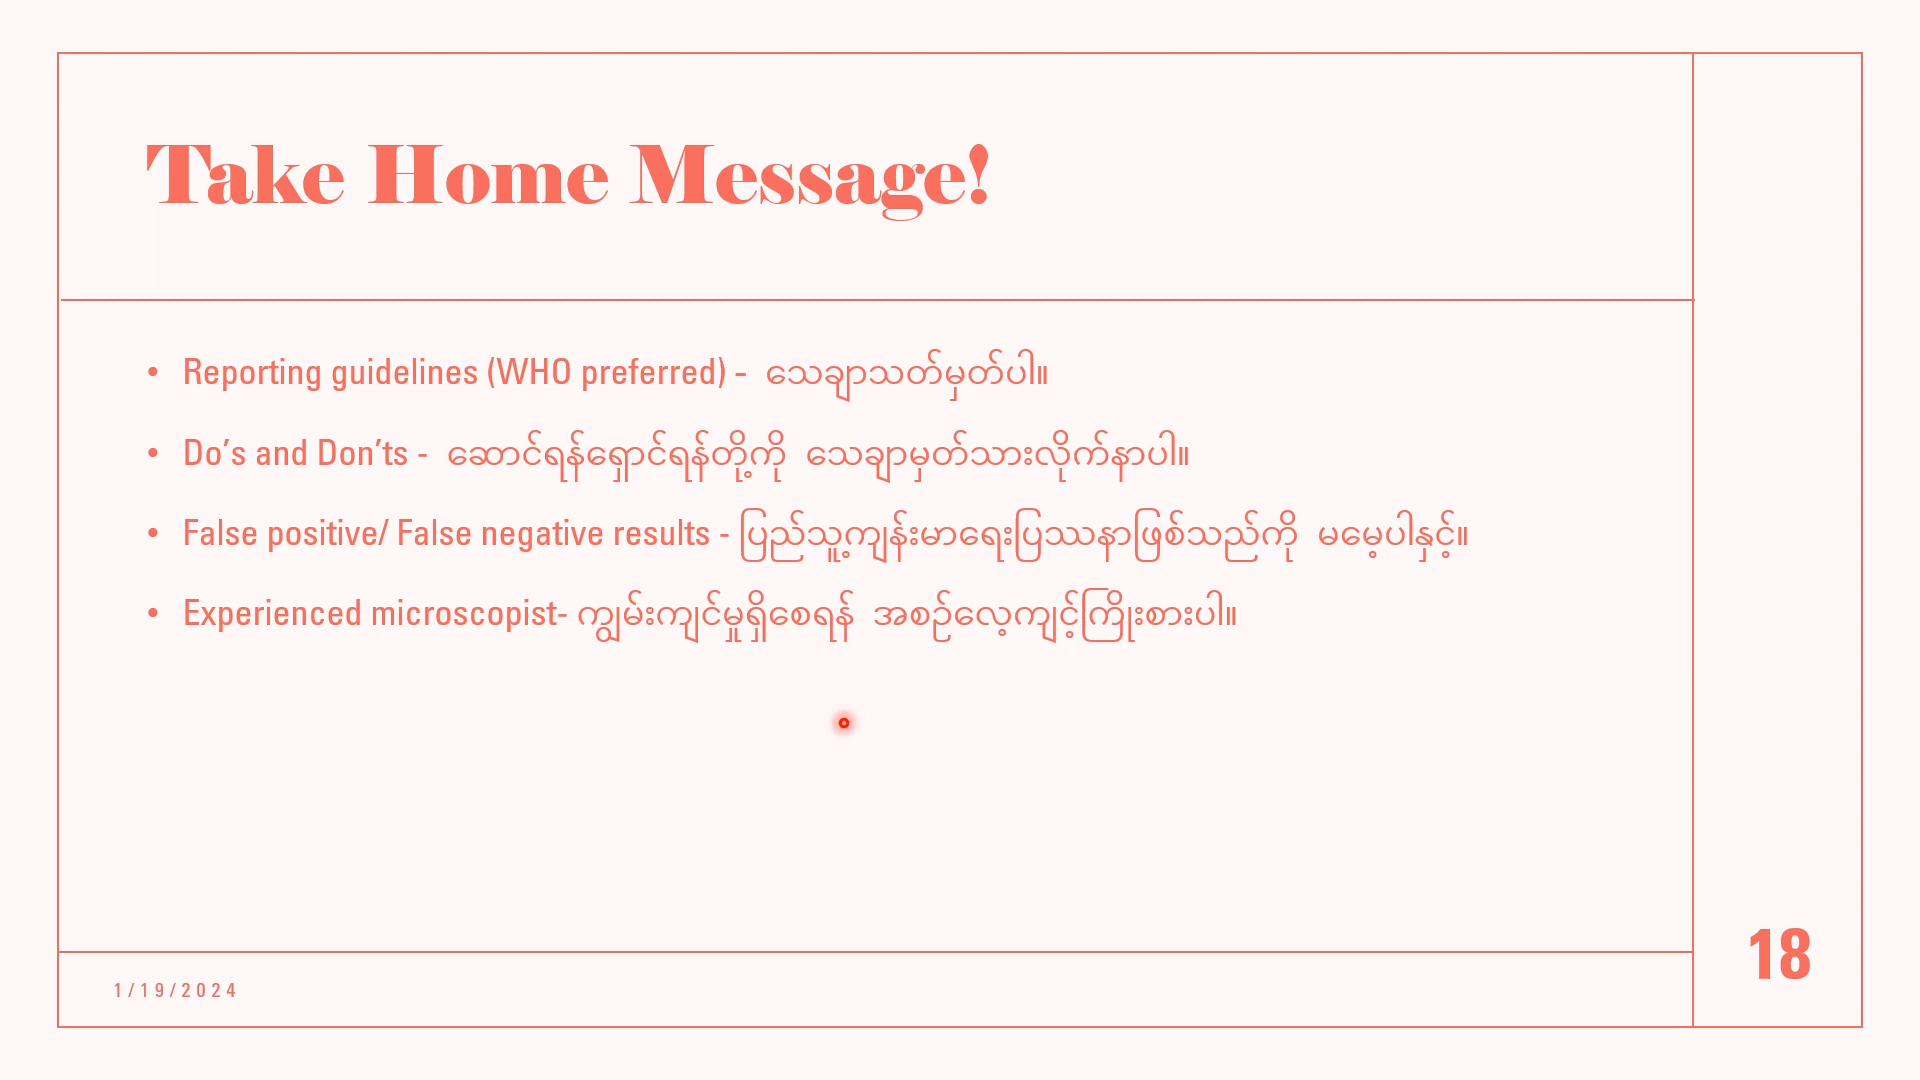 Take Home Message!
• Reporting guidelines (WHO preferred) - သေချာသတ်မှတ်ပါ။
• Do’s and Don’ts - ဆောင်ရန်ရှောင်ရန်တို့ကို သေချာမှတ်သားလိုက်နာပါ။
• False positive/ False negative results - ပြည်သူ့ကျန်းမာရေးပြဿနာဖြစ်သည်ကို မမေ့ပါနှင့်။
• Experienced microscopist- ကျွမ်းကျင်မှုရှိစေရန် အစဉ်လေ့ကျင့်ကြိုးစားပါ။
18
1/19/2024